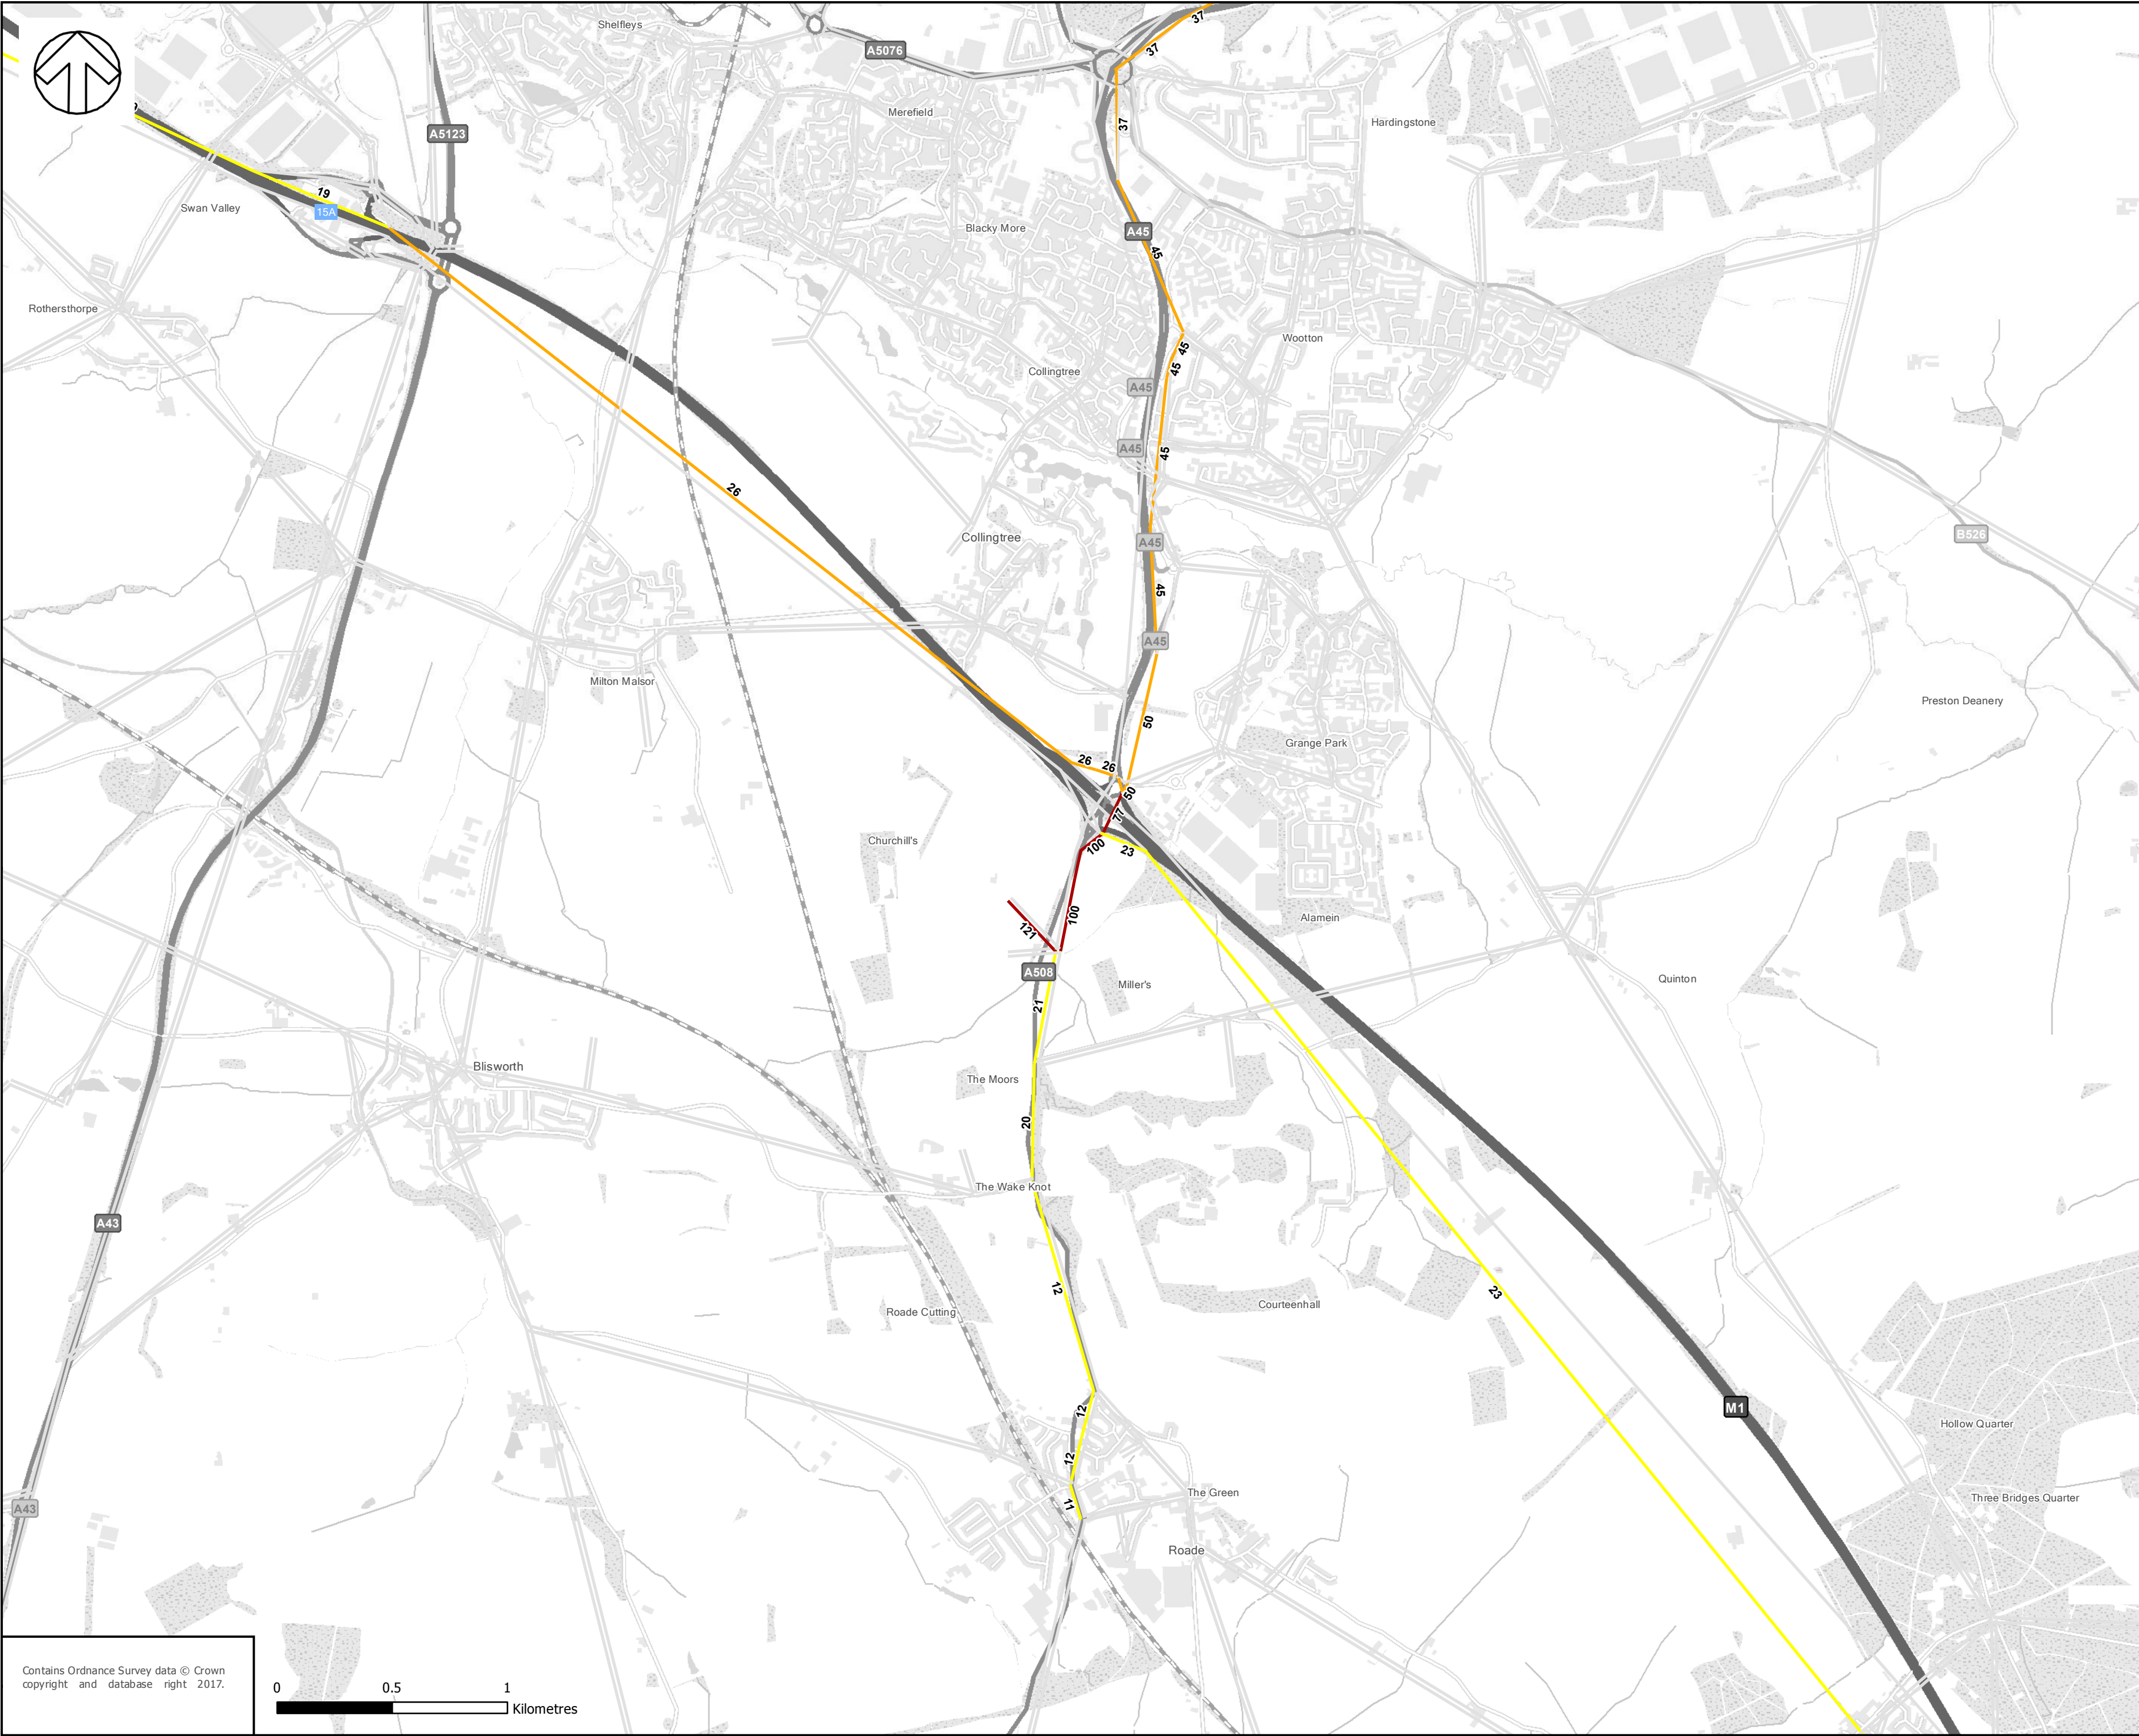 Shelfleys
37
A5076
37
Merefield
Hardingstone
37
A5123
19
15A
Swan Valley
Blacky More
A45
45
Rothersthorpe
Wootton
45
45
Collingtree
A45
A45
45
26
Collingtree
A45
B526
45
A45
Milton Malsor
Preston Deanery
50
Grange Park
26
26
50
77
Churchill's
100
23
100
Alamein
121
A508
Miller's
Quinton
21
Blisworth
The Moors
20
The Wake Knot
A43
12
Courteenhall
23
Roade Cutting
M1
12
Hollow Quarter
12
The Green
Three Bridges Quarter
11
A43
Roade
Contains Ordnance Survey data © Crown
copyright and database right 2017.
0 0.5 1
Kilometres